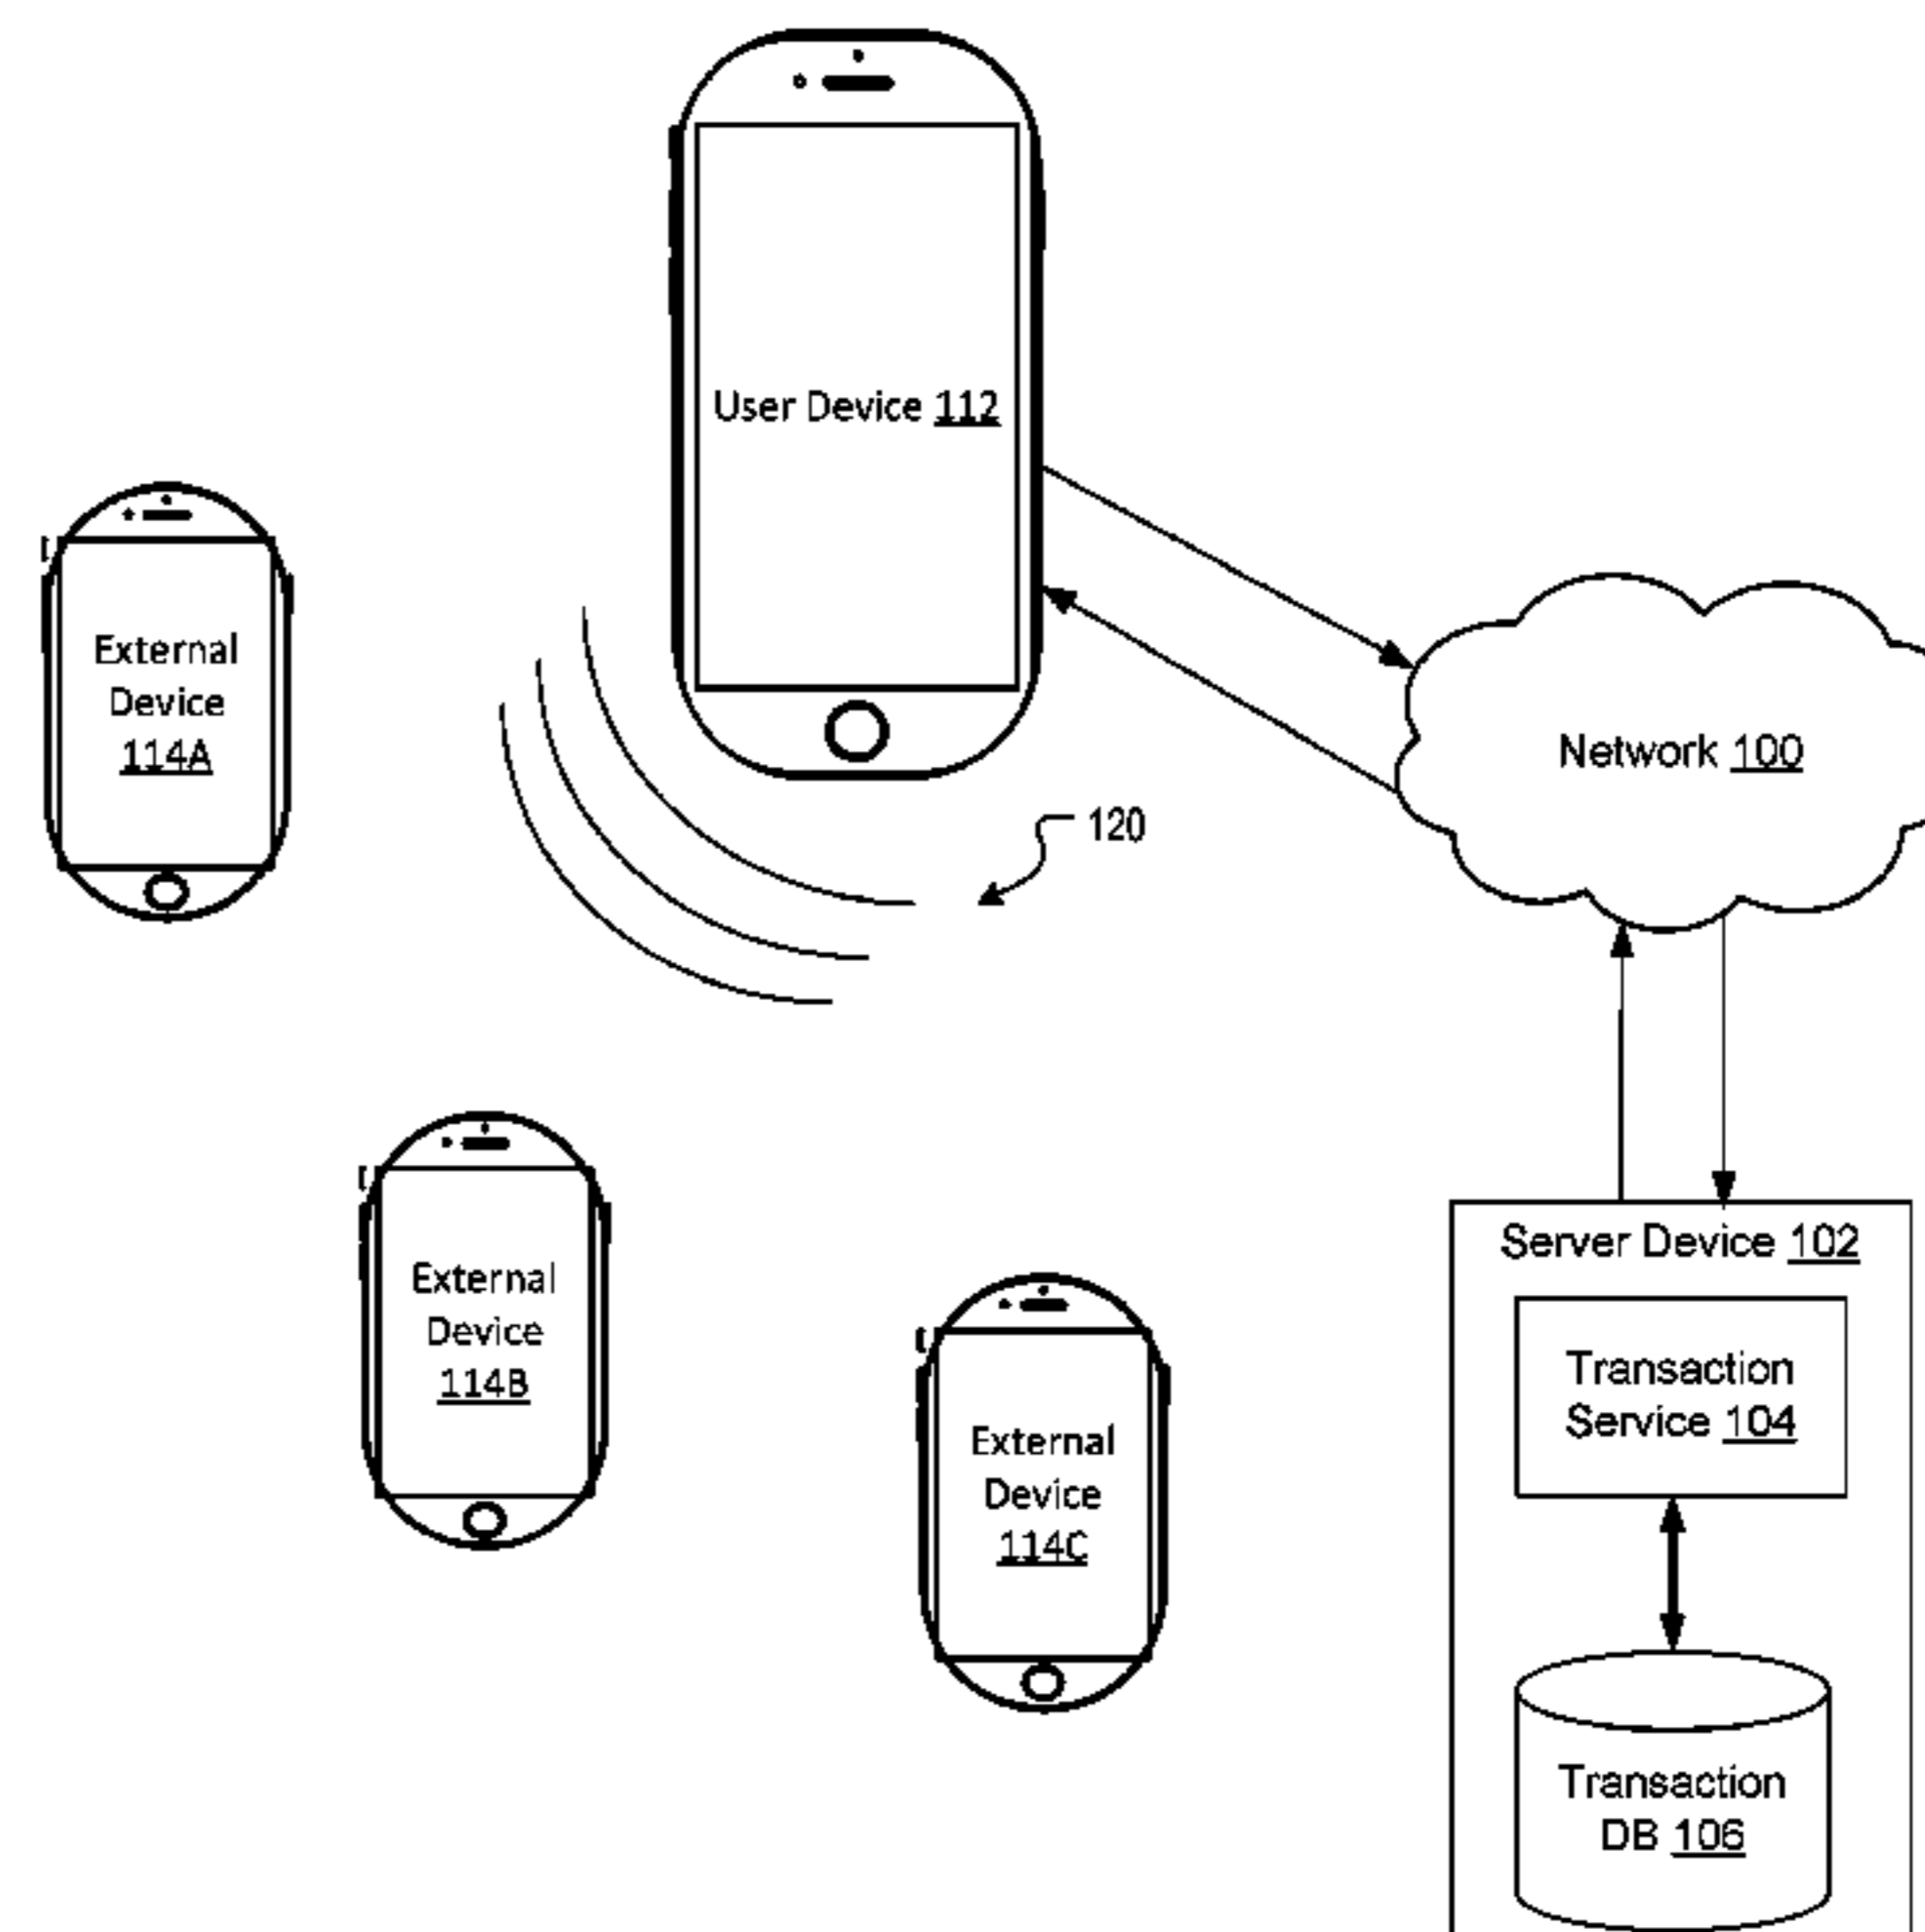 User Device 112
External
Device
114A
Network 100
120
Server Device 102
External
Device
114B
Transaction
Service 104
External
Device
114C
Transaction
DB 106